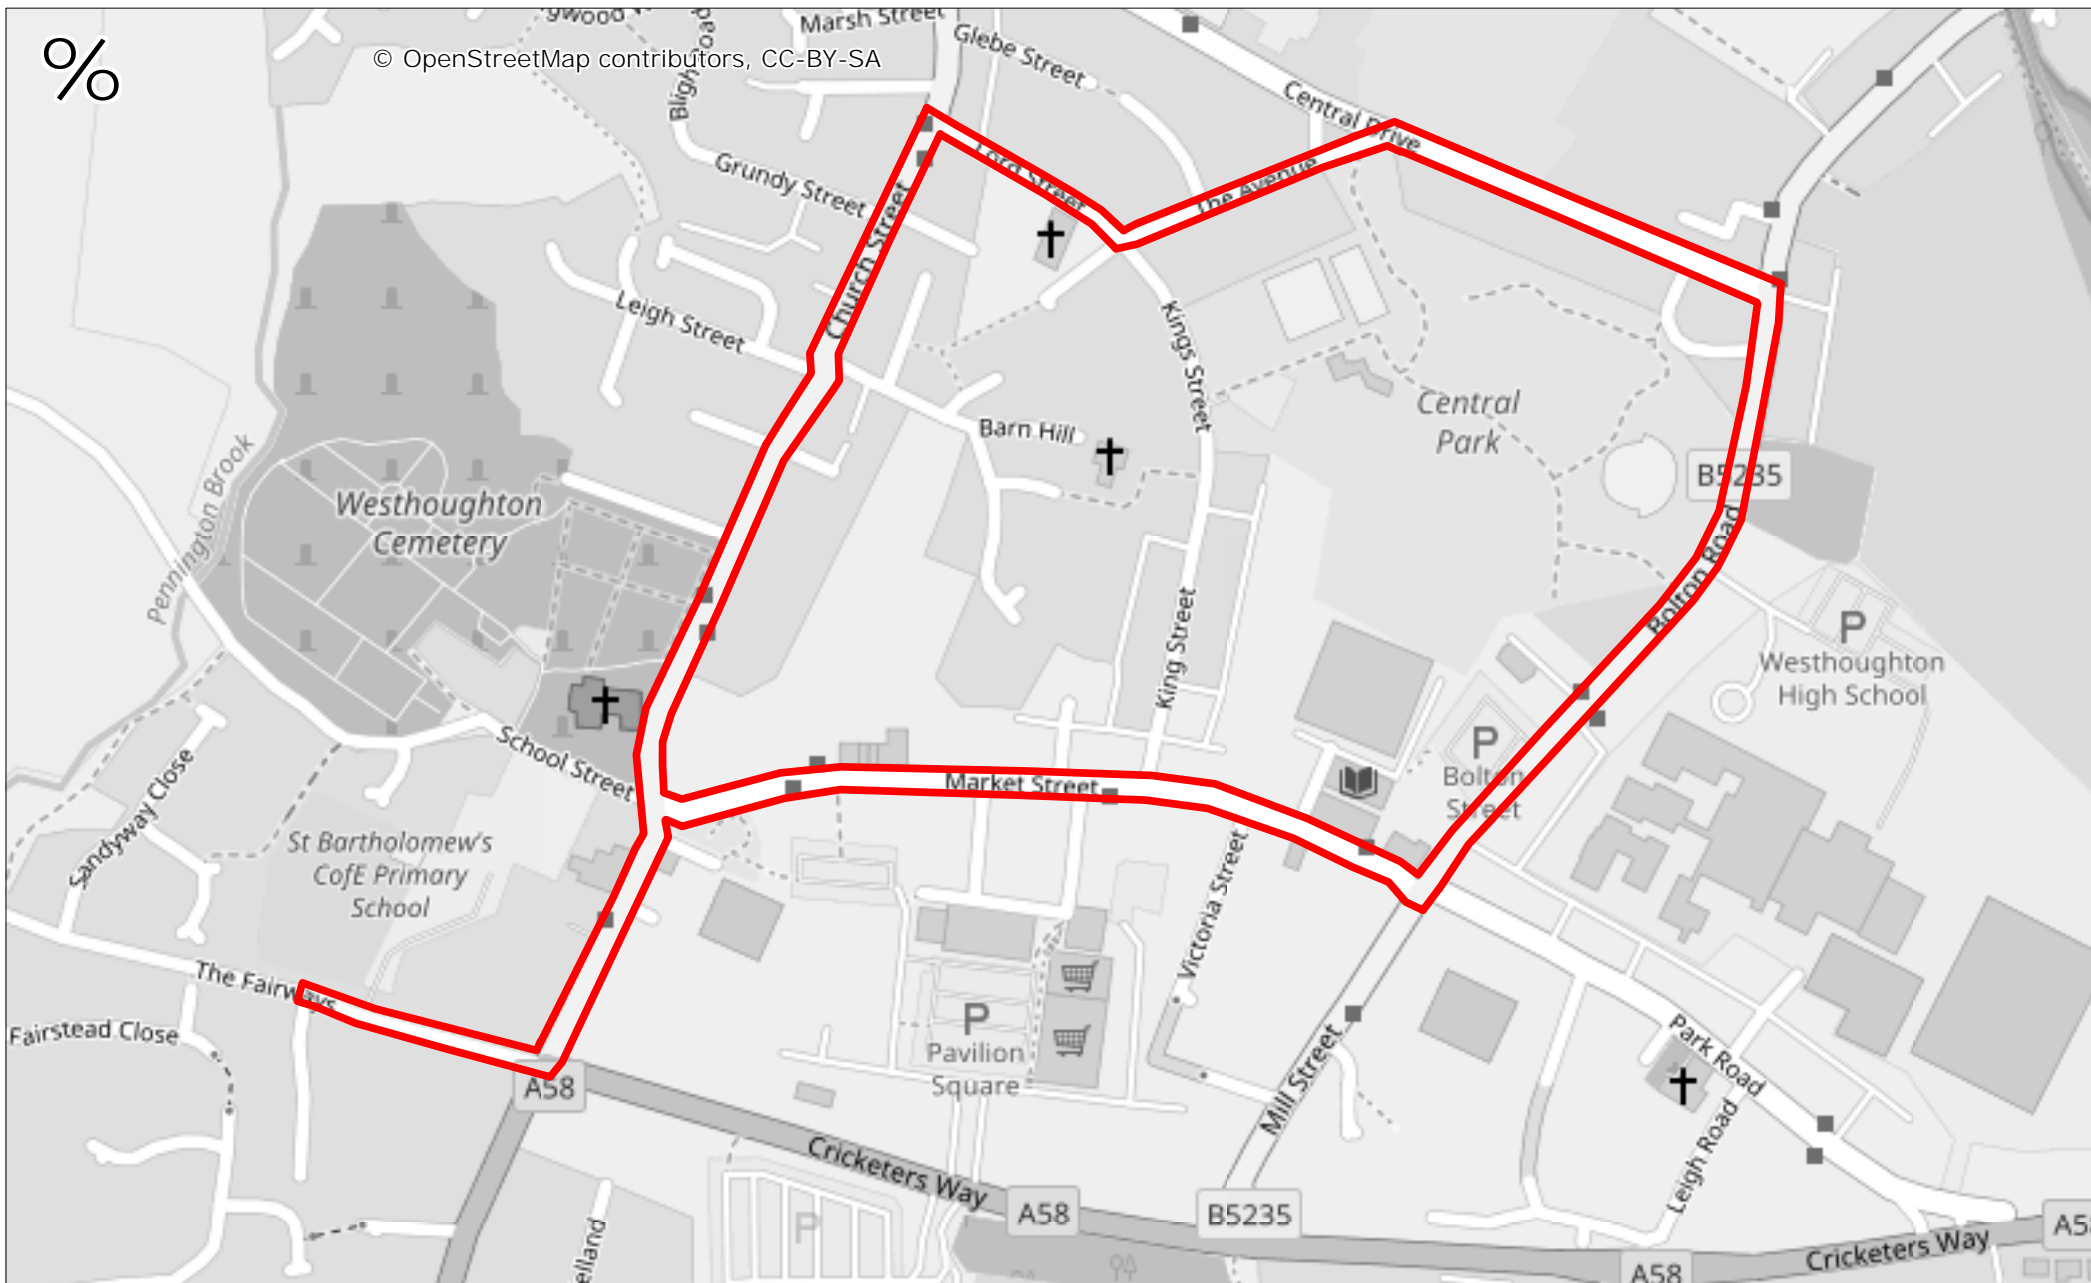 %
© OpenStreetMap contributors, CC-BY-SA
Marsh Street
Glebe Street
Central Drive
Grundy Street
Lord Street
The Avenue
Church Street
Leigh Street
Kings Street
Barn Hill
Central
Park
B5235
Pennington Brook
Westhoughton
Cemetery
Bolton Road
P
Westhoughton
High School
King Street
School Street
Market Street
P
Bolton
Street
Sandyway Close
St Bartholomew's
CofE Primary
School
Victoria Street
The Fairways
Fairstead Close
A58
P
Pavilion
Square
Mill Street
Park Road
Leigh Road
Cricketers Way
A58
B5235
P
Cricketers Way
A58